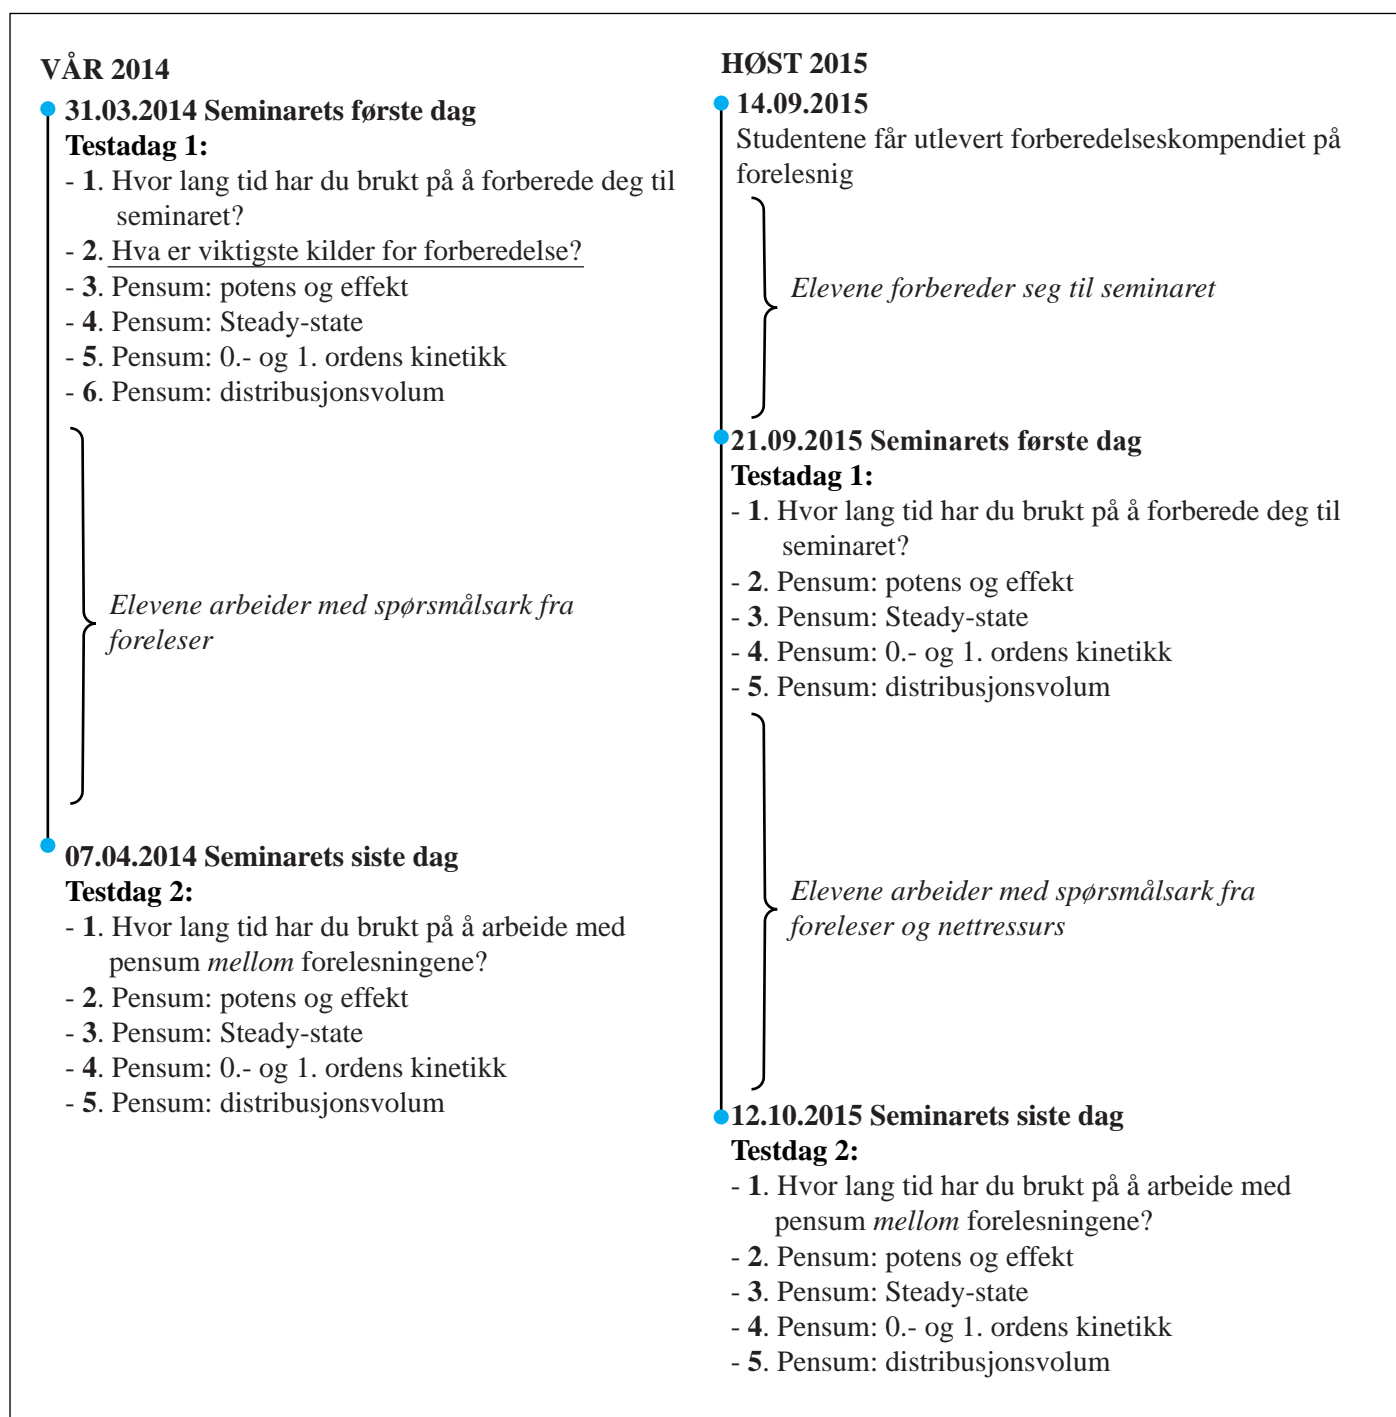 VÅR 2014
31.03.2014 Seminarets første dag
Testadag 1:
- 1. Hvor lang tid har du brukt på å forberede deg til
seminaret?
- 2. Hva er viktigste kilder for forberedelse?
- 3. Pensum: potens og effekt
- 4. Pensum: Steady-state
- 5. Pensum: 0.- og 1. ordens kinetikk
- 6. Pensum: distribusjonsvolum
Elevene arbeider med spørsmålsark fra
foreleser
07.04.2014 Seminarets siste dag
Testdag 2:
- 1. Hvor lang tid har du brukt på å arbeide med
pensum mellom forelesningene?
- 2. Pensum: potens og effekt
- 3. Pensum: Steady-state
- 4. Pensum: 0.- og 1. ordens kinetikk
- 5. Pensum: distribusjonsvolum
HØST 2015
14.09.2015
Studentene får utlevert forberedelseskompendiet på
forelesnig
Elevene forbereder seg til seminaret
21.09.2015 Seminarets første dag
Testadag 1:
- 1. Hvor lang tid har du brukt på å forberede deg til
seminaret?
- 2. Pensum: potens og effekt
- 3. Pensum: Steady-state
- 4. Pensum: 0.- og 1. ordens kinetikk
- 5. Pensum: distribusjonsvolum
Elevene arbeider med spørsmålsark fra
foreleser og nettressurs
12.10.2015 Seminarets siste dag
Testdag 2:
- 1. Hvor lang tid har du brukt på å arbeide med
pensum mellom forelesningene?
- 2. Pensum: potens og effekt
- 3. Pensum: Steady-state
- 4. Pensum: 0.- og 1. ordens kinetikk
- 5. Pensum: distribusjonsvolum